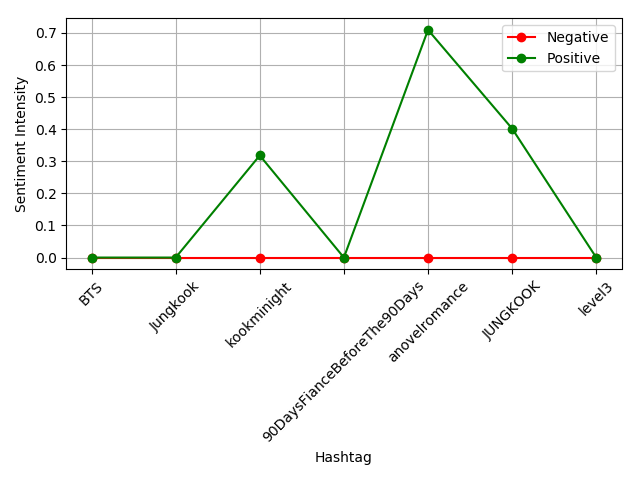 Negative
Positive
Sentiment Intensity
0.7
0.6
0.5
0.4
0.3
0.2
0.1
0.0
BTS
Jungkook
kookminight
90DaysFianceBeforeThe90Days
anovelromance
JUNGKOOK
level3
Hashtag